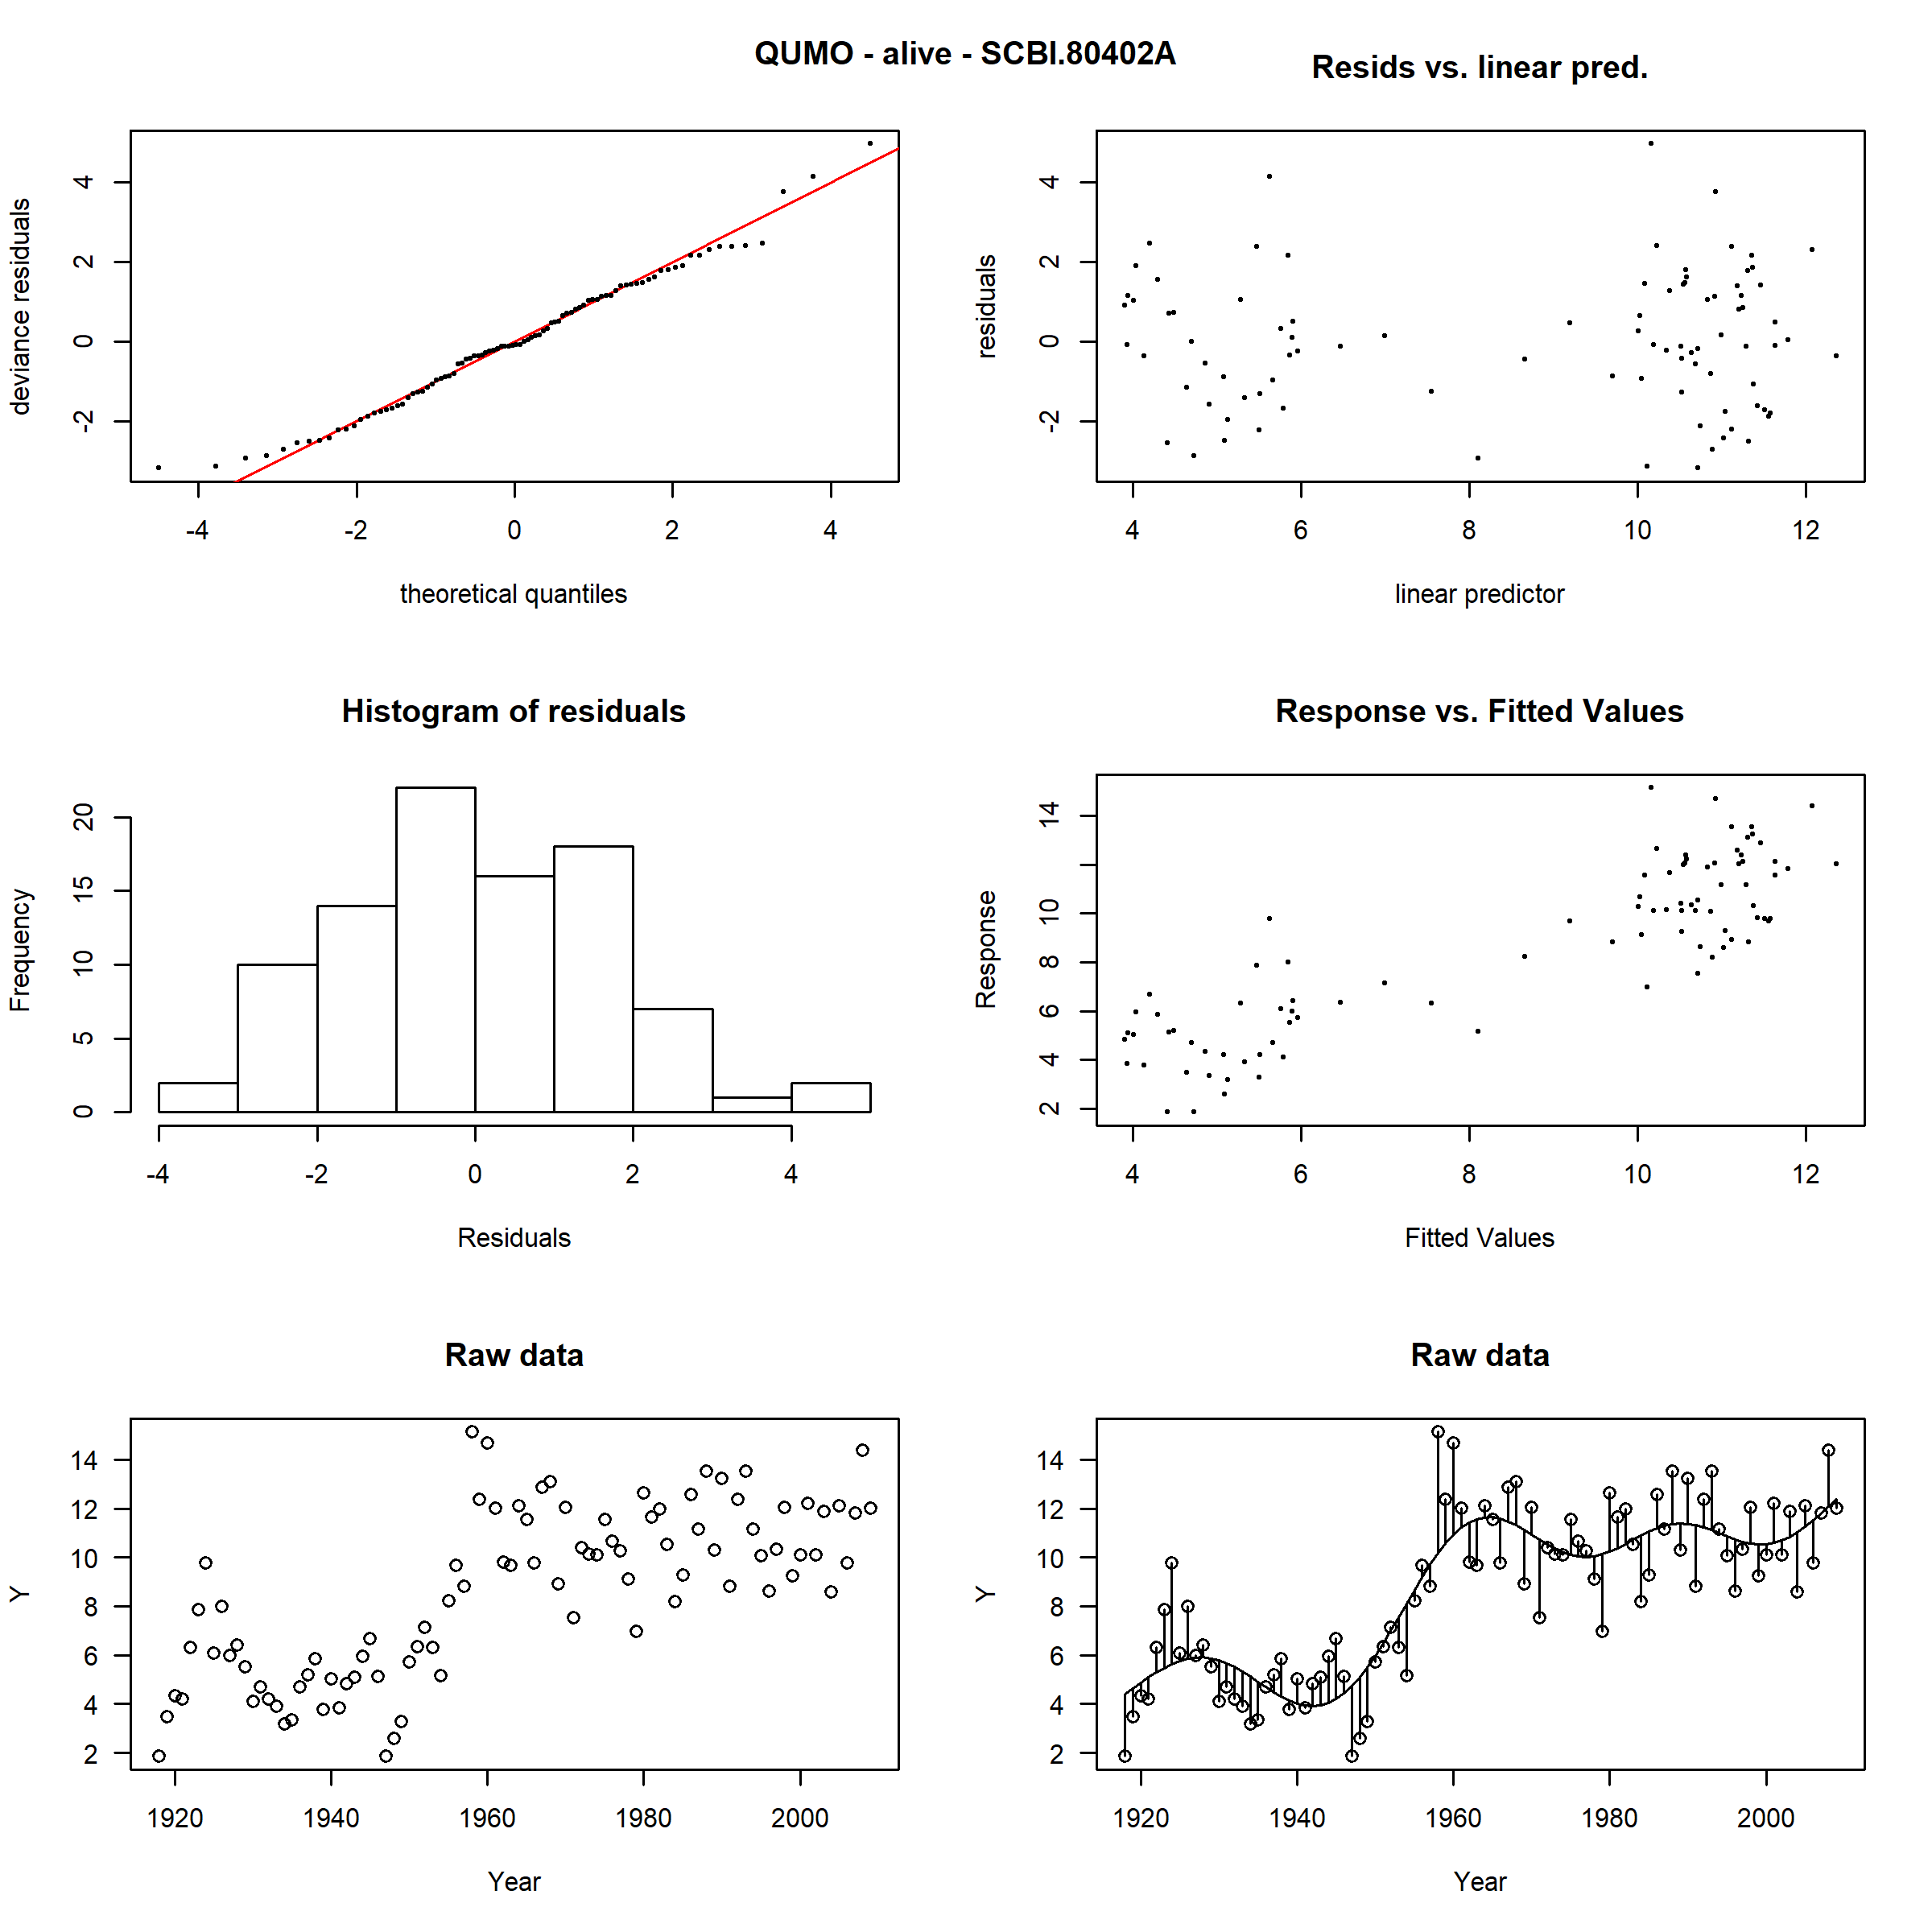 QUMO - alive - SCBI.80402A
Resids vs. linear pred.
deviance residuals
-2 0 2 4
-4 -2 0 2 4
theoretical quantiles
residuals
-2 0 2 4
4 6 8 10 12
linear predictor
Histogram of residuals
Frequency
0 5 10 15 20
-4 -2 0 2 4
Residuals
Response vs. Fitted Values
Response
2 4 6 8 10 14
4 6 8 10 12
Fitted Values
Raw data
Y
14
12
10
8
6
4
2
1920 1940 1960 1980 2000
Year
Raw data
Y
14
12
10
8
6
4
2
1920 1940 1960 1980 2000
Year